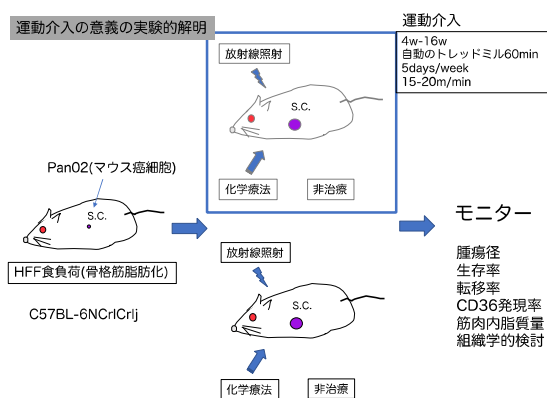 運動介入の意義の実験的解明
運動介入
4w-16w
自動のトレッドミル60min
5days/week
15-20m/min
放射線照射
S.C.
化学療法
非治療
Pan02(マウス癌細胞)
S.C.
HFF食負荷(骨格筋脂肪化)
C57BL-6NCrlCrlj
放射線照射
S.C.
化学療法
非治療
モニター
腫瘍径
生存率
転移率
CD36発現率
筋肉内脂質量
組織学的検討